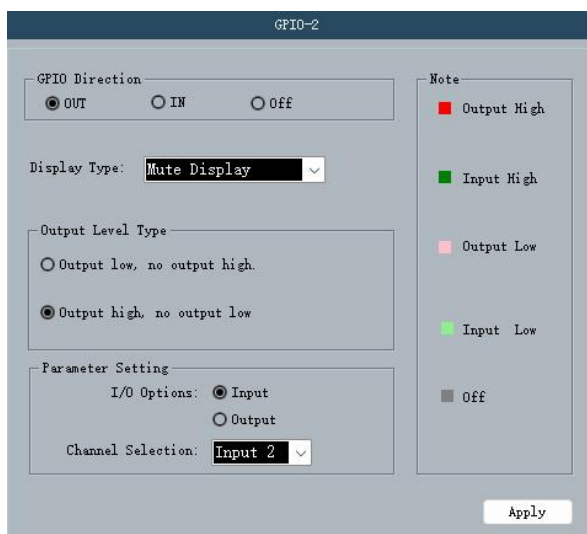 GPIO-2
GPIO Direction
OUT IN Off
Display Type: Mute Display
Output Level Type
Output low, no output high.
Output high, no output low
Parameter Setting
I/O Options: Input
Output
Channel Selection: Input 2
Note
Output High
Input High
Output Low
Input Low
Off
Apply